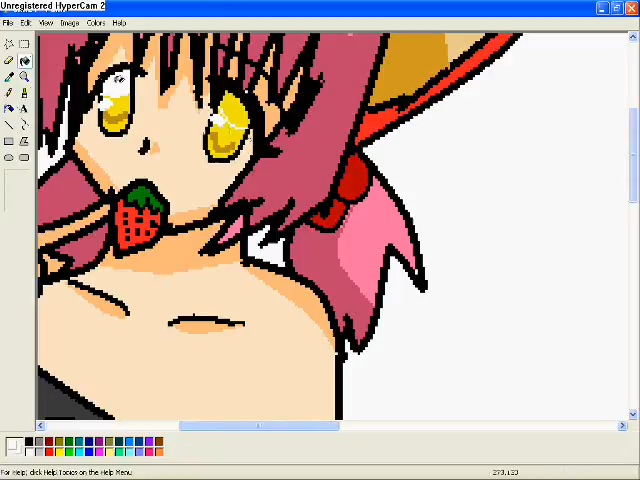 Unregistered HyperCam 2
File Edit View Image Colors Help
A
For Help, click Help Topics on the Help Menu.
273,130